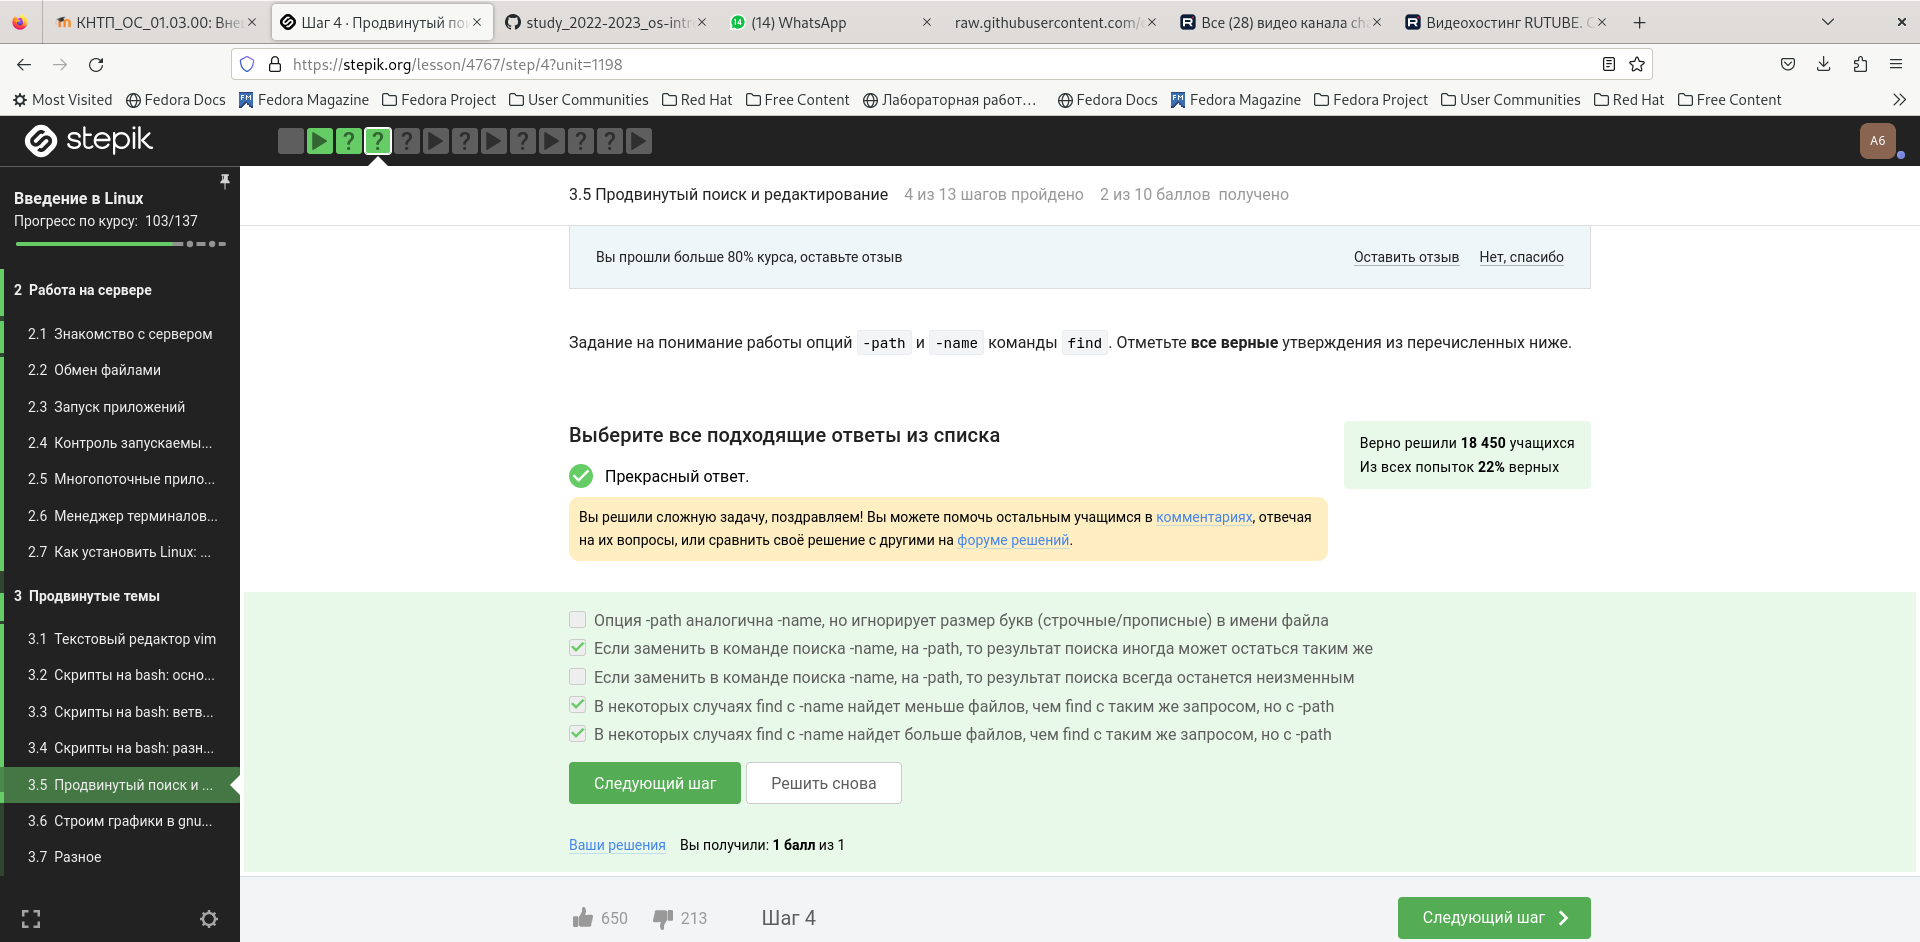 КНТП_ОС_01.03.00: Вне
Шаг 4 · Продвинутый по
study_2022-2023_os-intr
(14) WhatsApp
raw.githubusercontent.com/
Все (28) видео канала
Видеохостинг RUTUBE.
https://stepik.org/lesson/4767/step/4?unit=1198
Most Visited Fedora Docs Fedora Magazine Fedora Project User Communities Red Hat Free Content Лабораторная работ… Fedora Docs Fedora Magazine Fedora Project User Communities Red Hat Free Content
stepik
? ? ? ? ? ? ?
A6
Введение в Linux
Прогресс по курсу: 103/137
2 Работа на сервере
2.1 Знакомство с сервером
2.2 Обмен файлами
2.3 Запуск приложений
2.4 Контроль запускаемы...
2.5 Многопоточные прило...
2.6 Менеджер терминалов...
2.7 Как установить Linux: ...
3 Продвинутые темы
3.1 Текстовый редактор vim
3.2 Скрипты на bash: осно...
3.3 Скрипты на bash: ветв...
3.4 Скрипты на bash: разн...
3.5 Продвинутый поиск и ...
3.6 Строим графики в gnu...
3.7 Разное
3.5 Продвинутый поиск и редактирование 4 из 13 шагов пройдено 2 из 10 баллов получено
Вы прошли больше 80% курса, оставьте отзыв Оставить отзыв Нет, спасибо
Задание на понимание работы опций -path и -name команды find. Отметьте все верные утверждения из перечисленных ниже.
Выберите все подходящие ответы из списка
Верно решили 18 450 учащихся
Из всех попыток 22% верных
Прекрасный ответ.
Вы решили сложную задачу, поздравляем! Вы можете помочь остальным учащимся в комментариях, отвечая
на их вопросы, или сравнить своё решение с другими на форуме решений.
Опция -path аналогична -name, но игнорирует размер букв (строчные/прописные) в имени файла
Если заменить в команде поиска -name, на -path, то результат поиска иногда может остаться таким же
Если заменить в команде поиска -name, на -path, то результат поиска всегда останется неизменным
В некоторых случаях find с -name найдет меньше файлов, чем find с таким же запросом, но с -path
В некоторых случаях find с -name найдет больше файлов, чем find с таким же запросом, но с -path
Следующий шаг Решить снова
Ваши решения Вы получили: 1 балл из 1
650 213 Шаг 4 Следующий шаг